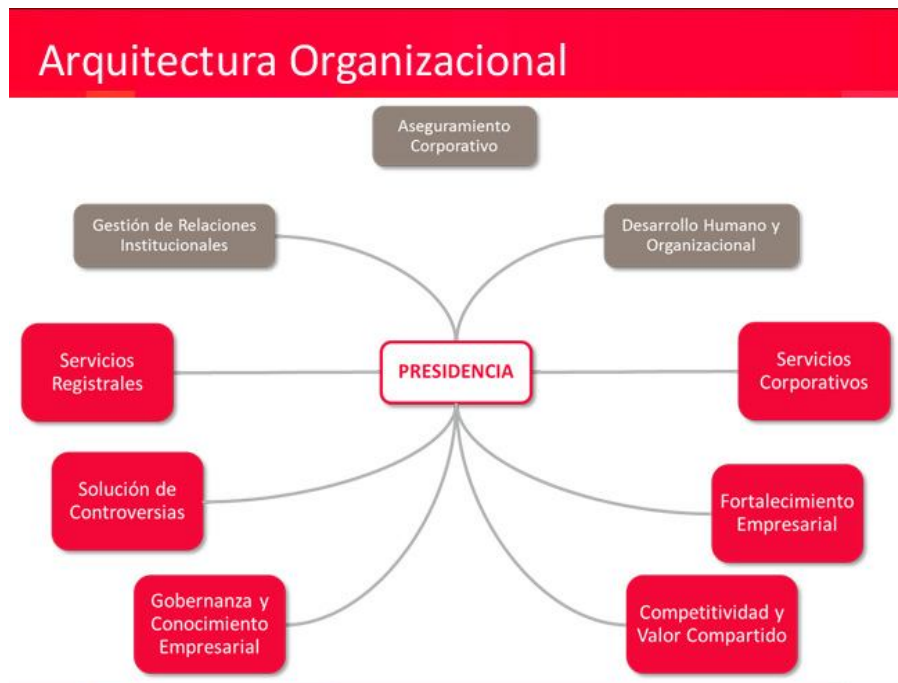 Arquitectura Organizacional
Aseguramiento
Corporativo
Gestión de Relaciones
Institucionales
Desarrollo Humano y
Organizacional
Servicios
Registrales
PRESIDENCIA
Servicios
Corporativos
Solución de
Controversias
Fortalecimiento
Empresarial
Gobernanza y
Conocimiento
Empresarial
Competitividad y
Valor Compartido